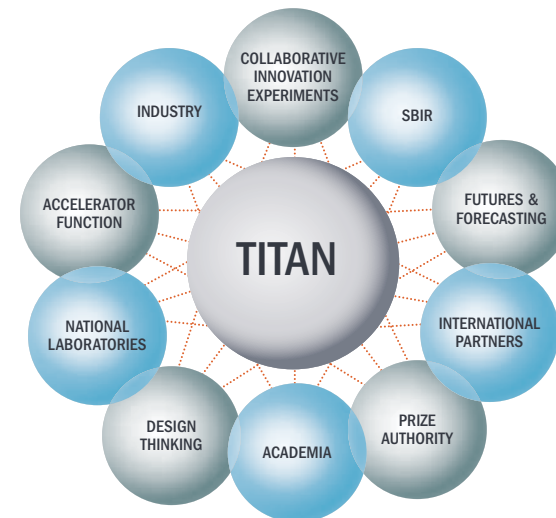 COLLABORATIVE
INNOVATION
EXPERIMENTS
INDUSTRY
SBIR
ACCELERATOR
FUNCTION
FUTURES &
FORECASTING
TITAN
NATIONAL
LABORATORIES
INTERNATIONAL
PARTNERS
DESIGN
THINKING
ACADEMIA
PRIZE
AUTHORITY